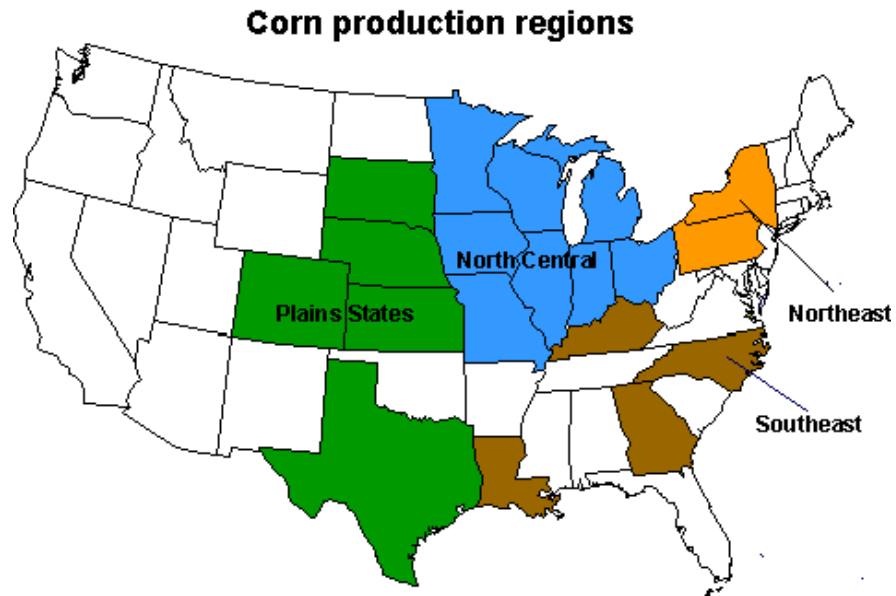 Corn production regions
North Central
Plains States
Northeast
Southeast